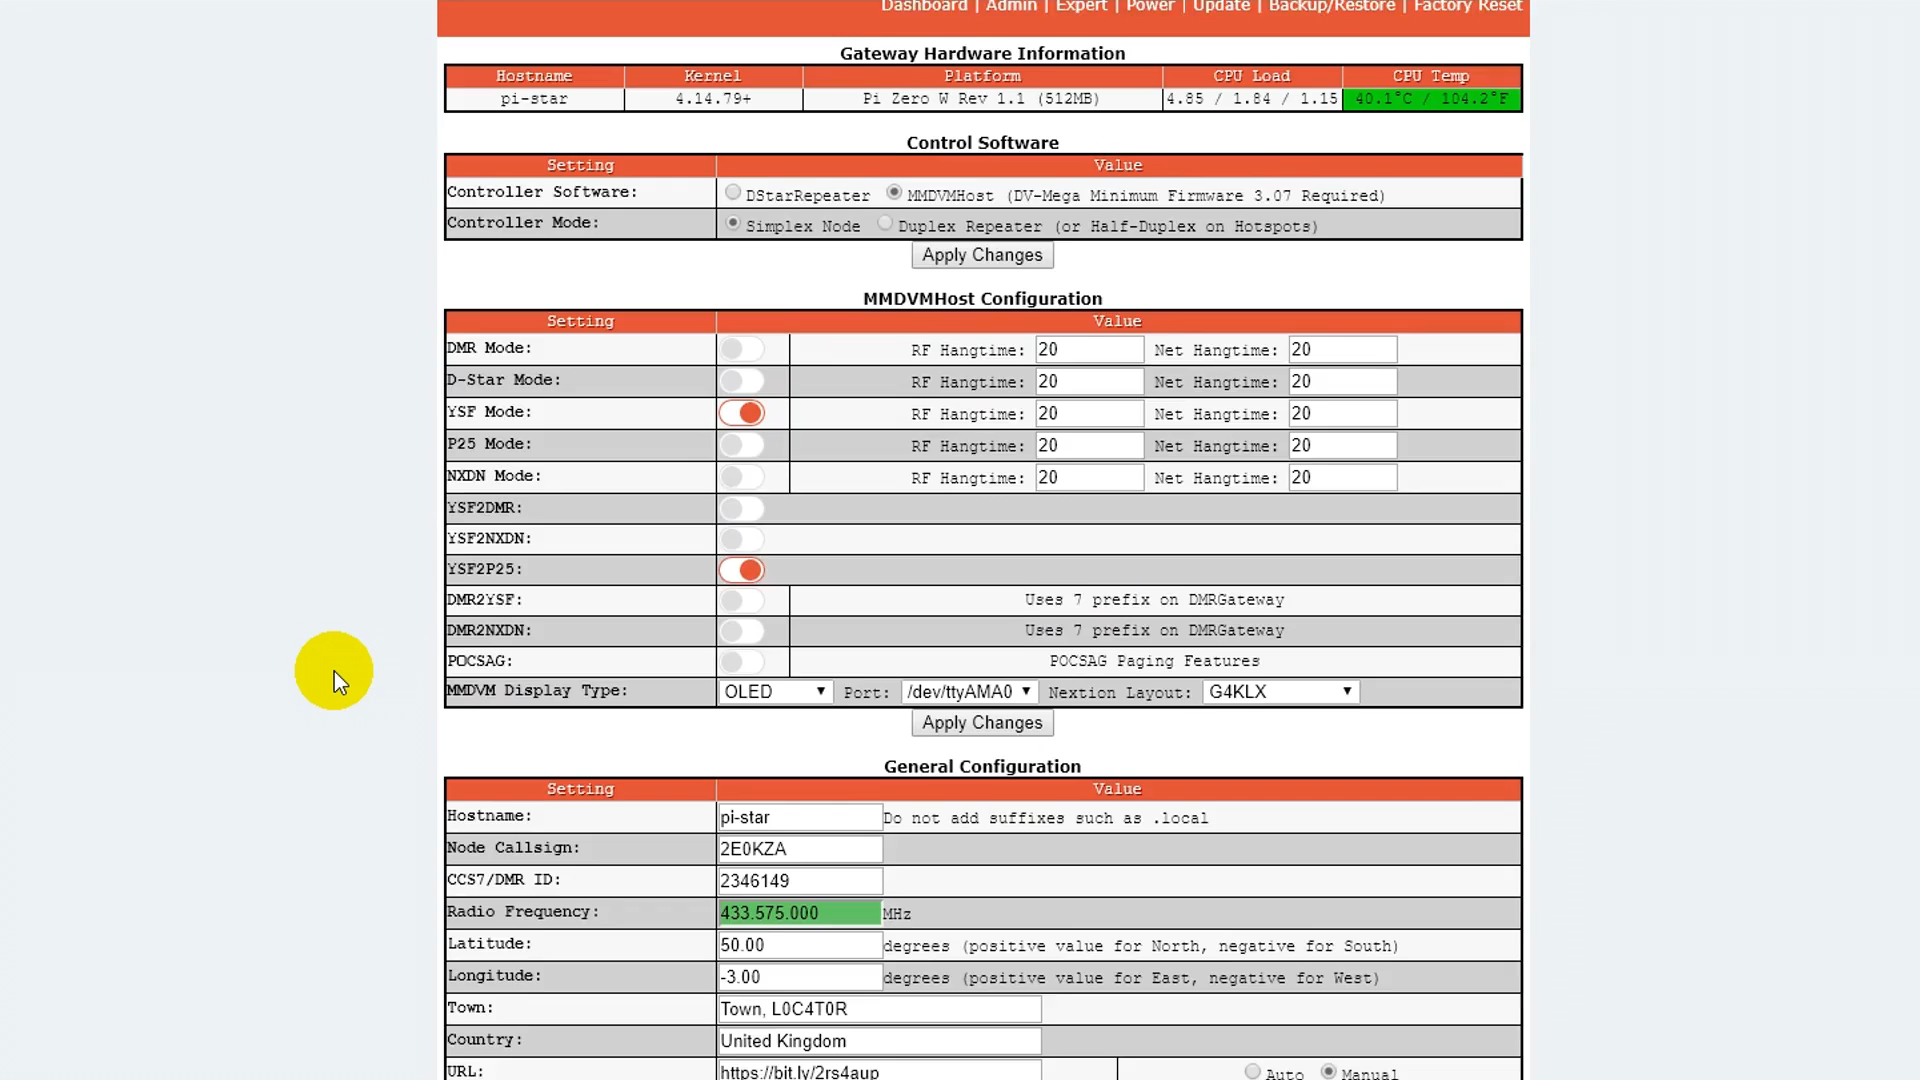 Dashboard | Admin | Expert | Power | Update | Backup/Restore | Factory Reset
Gateway Hardware Information
Hostname Kernel Platform CPU Load CPU Temp
pi-star 4.14.79+ Pi Zero W Rev 1.1 (512MB) 4.85 / 1.84 / 1.15 40.1°C / 104.2°F
Control Software
Setting Value
Controller Software: DStarRepeater MMDVMHost (DV-Mega Minimum Firmware 3.07 Required)
Controller Mode: Simplex Node Duplex Repeater (or Half-Duplex on Hotspots)
Apply Changes
MMDVMHost Configuration
Setting Value
DMR Mode: RF Hangtime: 20 Net Hangtime: 20
D-Star Mode: RF Hangtime: 20 Net Hangtime: 20
YSF Mode: RF Hangtime: 20 Net Hangtime: 20
P25 Mode: RF Hangtime: 20 Net Hangtime: 20
NXDN Mode: RF Hangtime: 20 Net Hangtime: 20
YSF2DMR:
YSF2NXDN:
YSF2P25:
DMR2YSF: Uses 7 prefix on DMRGateway
DMR2NXDN: Uses 7 prefix on DMRGateway
POCSAG: POCSAG Paging Features
MMDVM Display Type: OLED Port: /dev/ttyAMA0 Nextion Layout: G4KLX
Apply Changes
General Configuration
Setting Value
Hostname: pi-star Do not add suffixes such as .local
Node Callsign: 2E0KZA
CCS7/DMR ID: 2346149
Radio Frequency: 433.575.000 MHz
Latitude: 50.00 degrees (positive value for North, negative for South)
Longitude: -3.00 degrees (positive value for East, negative for West)
Town: Town, L0C4T0R
Country: United Kingdom
URL: https://bit.ly/2rs4aup Auto Manual